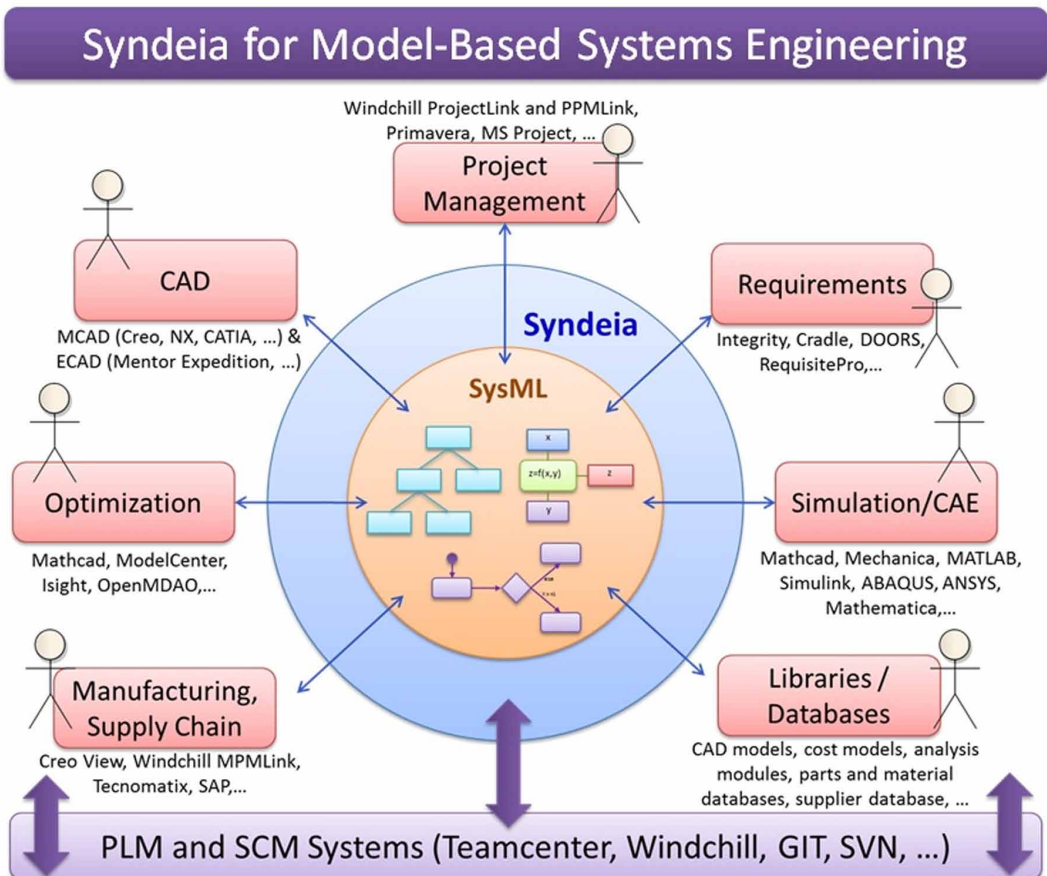 Syndeia for Model-Based Systems Engineering
Windchill ProjectLink and PPMLink,
Primavera, MS Project, ...
Project
Management
CAD
MCAD (Creo, NX, CATIA, ...) &
ECAD (Mentor Expedition, ...)
Requirements
Integrity, Cradle, DOORS,
RequisitePro,...
Syndeia
SysML
x
z=f(x,y)
z
y
Optimization
Mathcad, ModelCenter,
Isight, OpenMDAO,...
Simulation/CAE
Mathcad, Mechanica, MATLAB,
Simulink, ABAQUS, ANSYS,
Mathematica,...
Manufacturing,
Supply Chain
Creo View, Windchill MPMLink,
Tecnomatix, SAP,...
Libraries /
Databases
CAD models, cost models, analysis
modules, parts and material
databases, supplier database, ...
PLM and SCM Systems (Teamcenter, Windchill, GIT, SVN, ...)